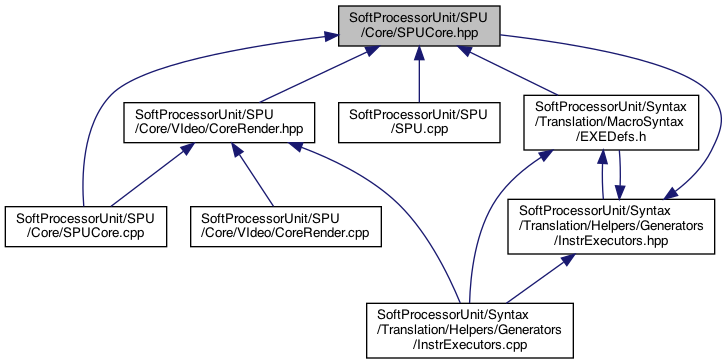 SoftProcessorUnit/SPU
/Core/SPUCore.hpp
SoftProcessorUnit/SPU
/Core/VIdeo/CoreRender.hpp
SoftProcessorUnit/SPU
/SPU.cpp
SoftProcessorUnit/Syntax
/Translation/MacroSyntax
/EXEDefs.h
SoftProcessorUnit/SPU
/Core/SPUCore.cpp
SoftProcessorUnit/SPU
/Core/VIdeo/CoreRender.cpp
SoftProcessorUnit/Syntax
/Translation/Helpers/Generators
/InstrExecutors.hpp
SoftProcessorUnit/Syntax
/Translation/Helpers/Generators
/InstrExecutors.cpp